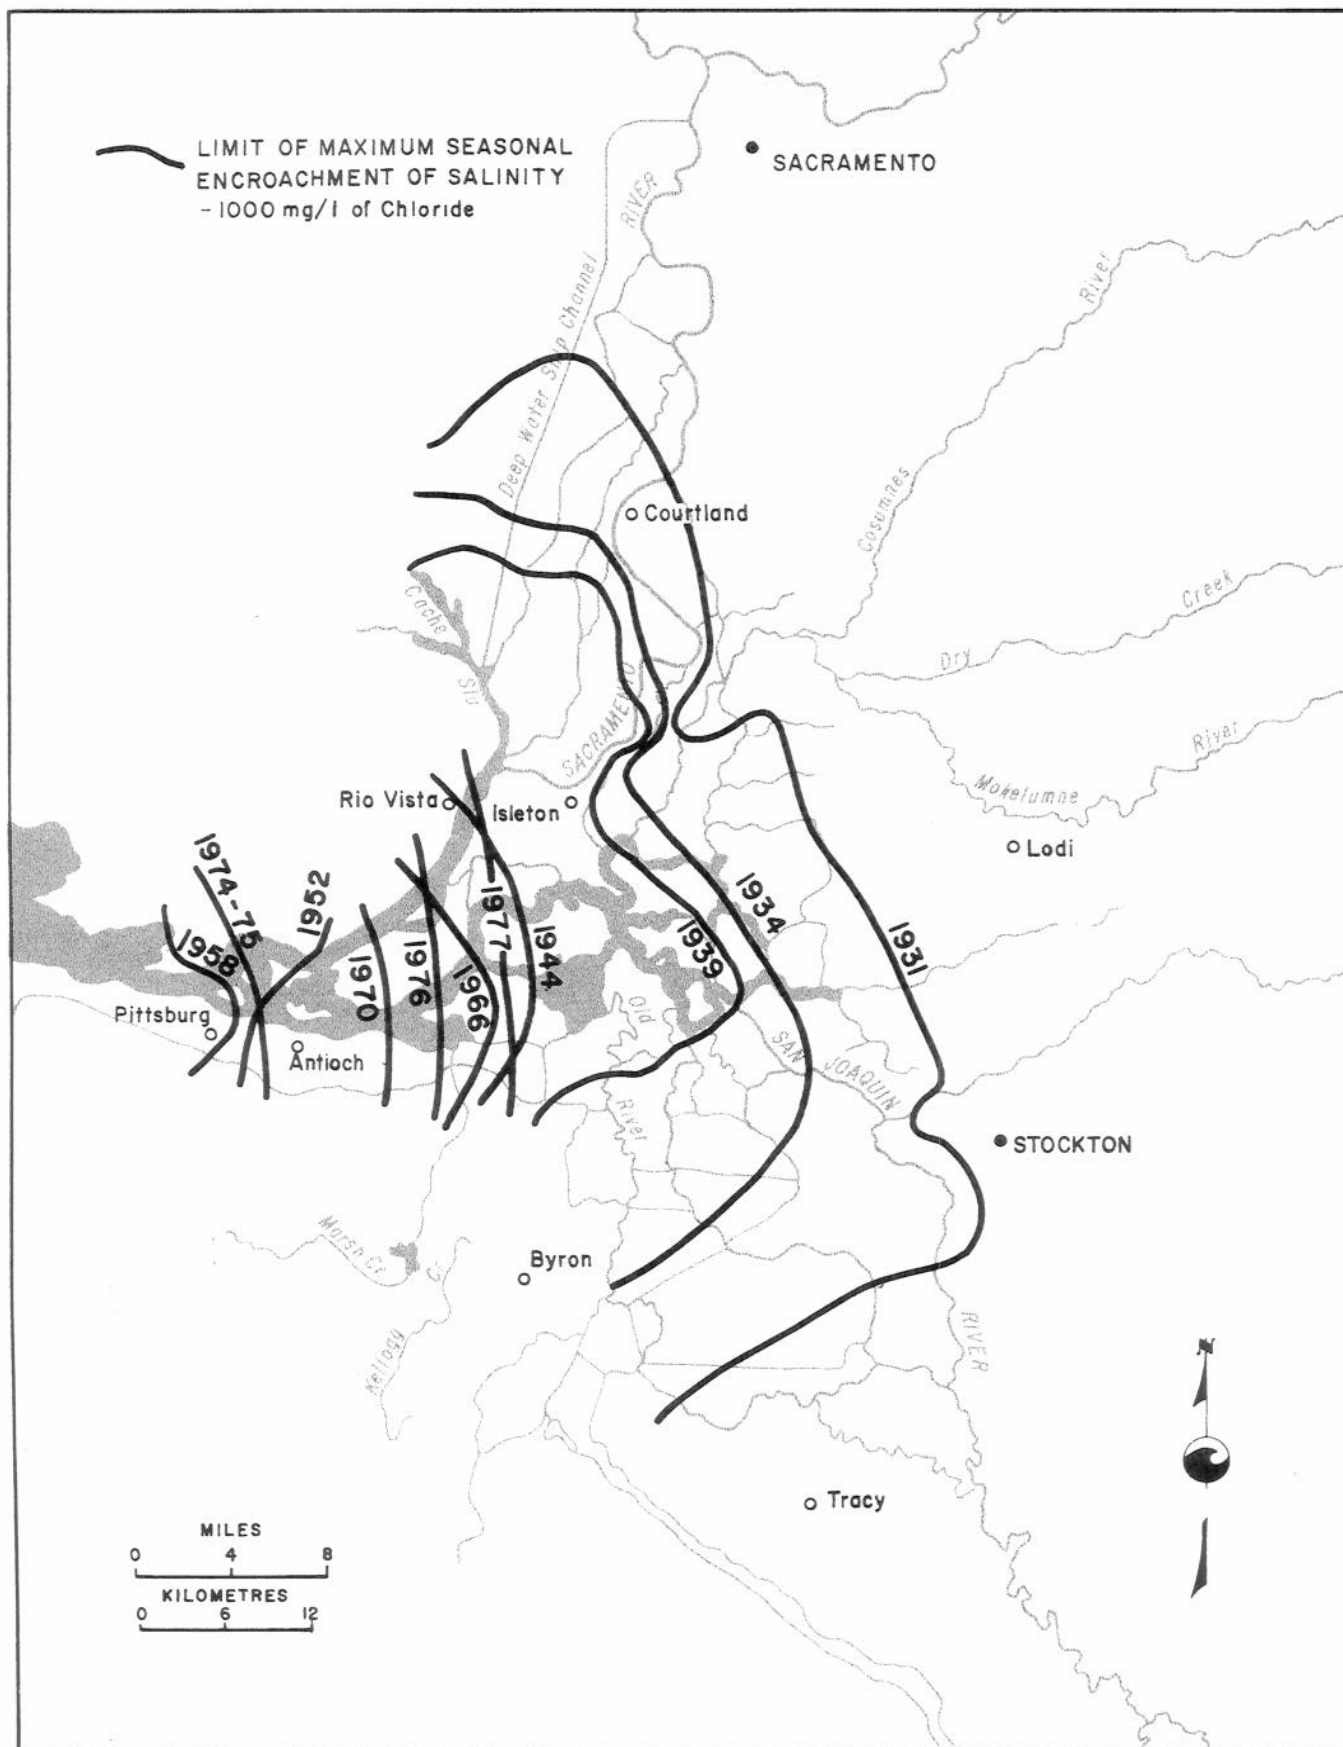 LIMIT OF MAXIMUM SEASONAL
ENCROACHMENT OF SALINITY
- 1000 mg/l of Chloride
SACRAMENTO
RIVER
River
Deep Water Ship Channel
Cosumnes
Courtland
Creek
Cache
Dry
Slu
SACRAMENTO
River
Mokelumne
Rio Vista
Isleton
Lodi
1974-75
1952
1977
1934
1958
1944
1939
1931
1970
1976
1966
Pittsburg
Antioch
Old
SAN JOAQUIN
River
STOCKTON
Marsh Cr
Cr
Byron
Kellogg
RIVER
N
Tracy
MILES
0 4 8
KILOMETRES
0 6 12